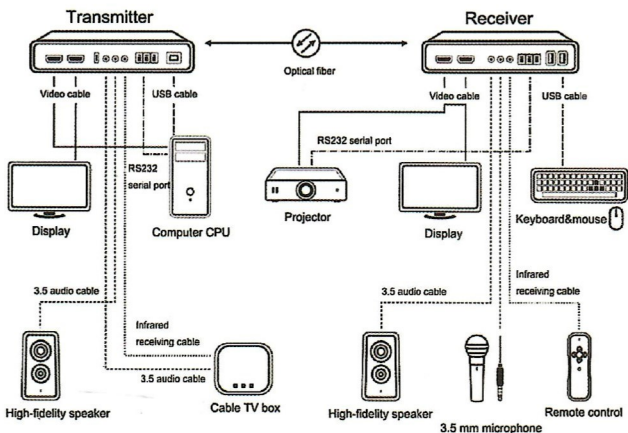 Transmitter
Receiver
Optical fiber
Video cable
USB cable
Video cable
USB cable
RS232
serial port
RS232 serial port
Display
Computer CPU
Projector
Display
Keyboard&mouse
3.5 audio cable
Infrared
receiving cable
3.5 audio cable
3.5 audio cable
Infrared
receiving cable
High-fidelity speaker
Cable TV box
High-fidelity speaker
3.5 mm microphone
Remote control